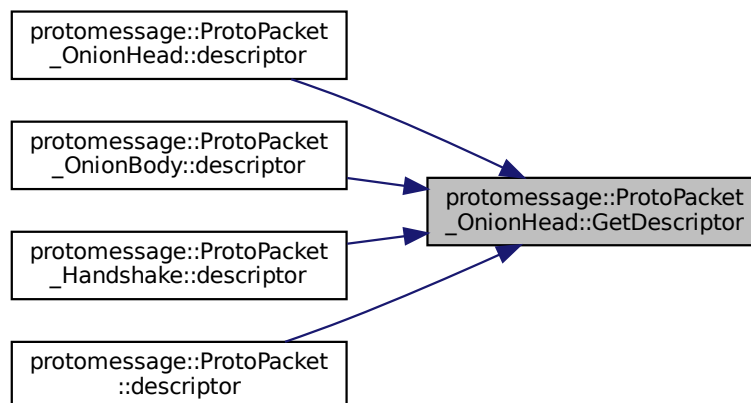 protomessage::ProtoPacket
_OnionHead::descriptor
protomessage::ProtoPacket
_OnionBody::descriptor
protomessage::ProtoPacket
_OnionHead::GetDescriptor
protomessage::ProtoPacket
_Handshake::descriptor
protomessage::ProtoPacket
::descriptor